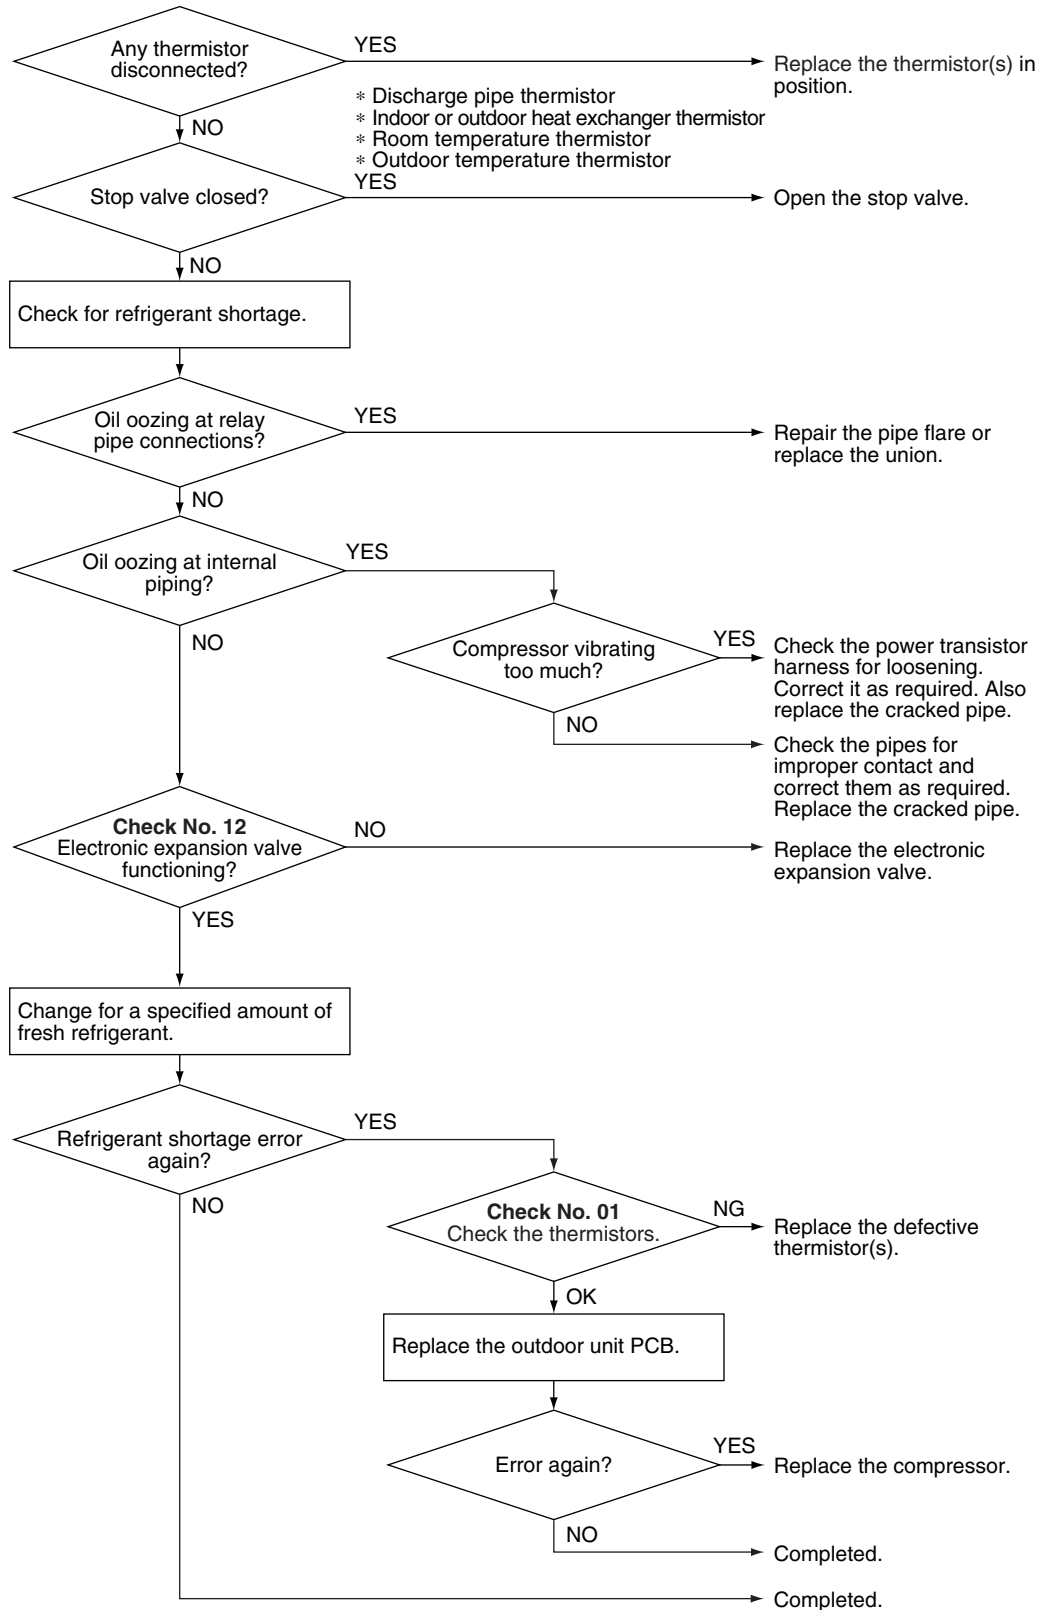 Any thermistor
disconnected?
YES
Replace the thermistor(s) in
position.
∗ Discharge pipe thermistor
∗ Indoor or outdoor heat exchanger thermistor
∗ Room temperature thermistor
∗ Outdoor temperature thermistor
NO
Stop valve closed?
YES
Open the stop valve.
NO
Check for refrigerant shortage.
Oil oozing at relay
pipe connections?
YES
Repair the pipe flare or
replace the union.
NO
Oil oozing at internal
piping?
YES
Compressor vibrating
too much?
YES
Check the power transistor
harness for loosening.
Correct it as required. Also
replace the cracked pipe.
NO
Check the pipes for
improper contact and
correct them as required.
Replace the cracked pipe.
NO
Check No. 12
Electronic expansion valve
functioning?
NO
Replace the electronic
expansion valve.
YES
Change for a specified amount of
fresh refrigerant.
Refrigerant shortage error
again?
YES
Check No. 01
Check the thermistors.
NG
Replace the defective
thermistor(s).
OK
Replace the outdoor unit PCB.
Error again?
YES
Replace the compressor.
NO
Completed.
NO
Completed.